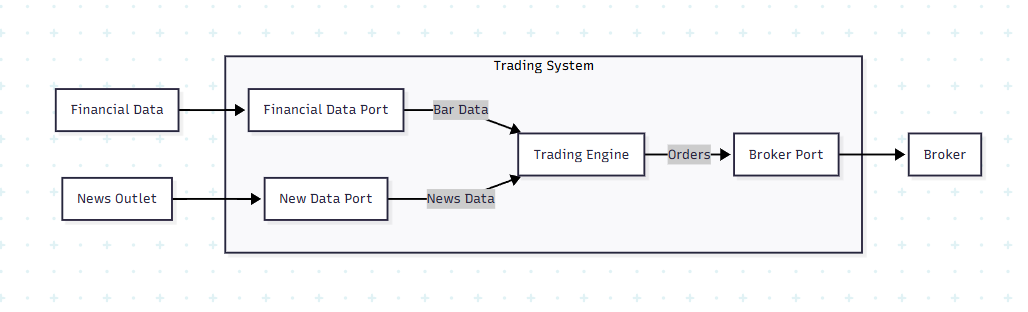 Trading System
Financial Data
Financial Data Port
Bar Data
Trading Engine
Orders
Broker Port
Broker
News Outlet
New Data Port
News Data